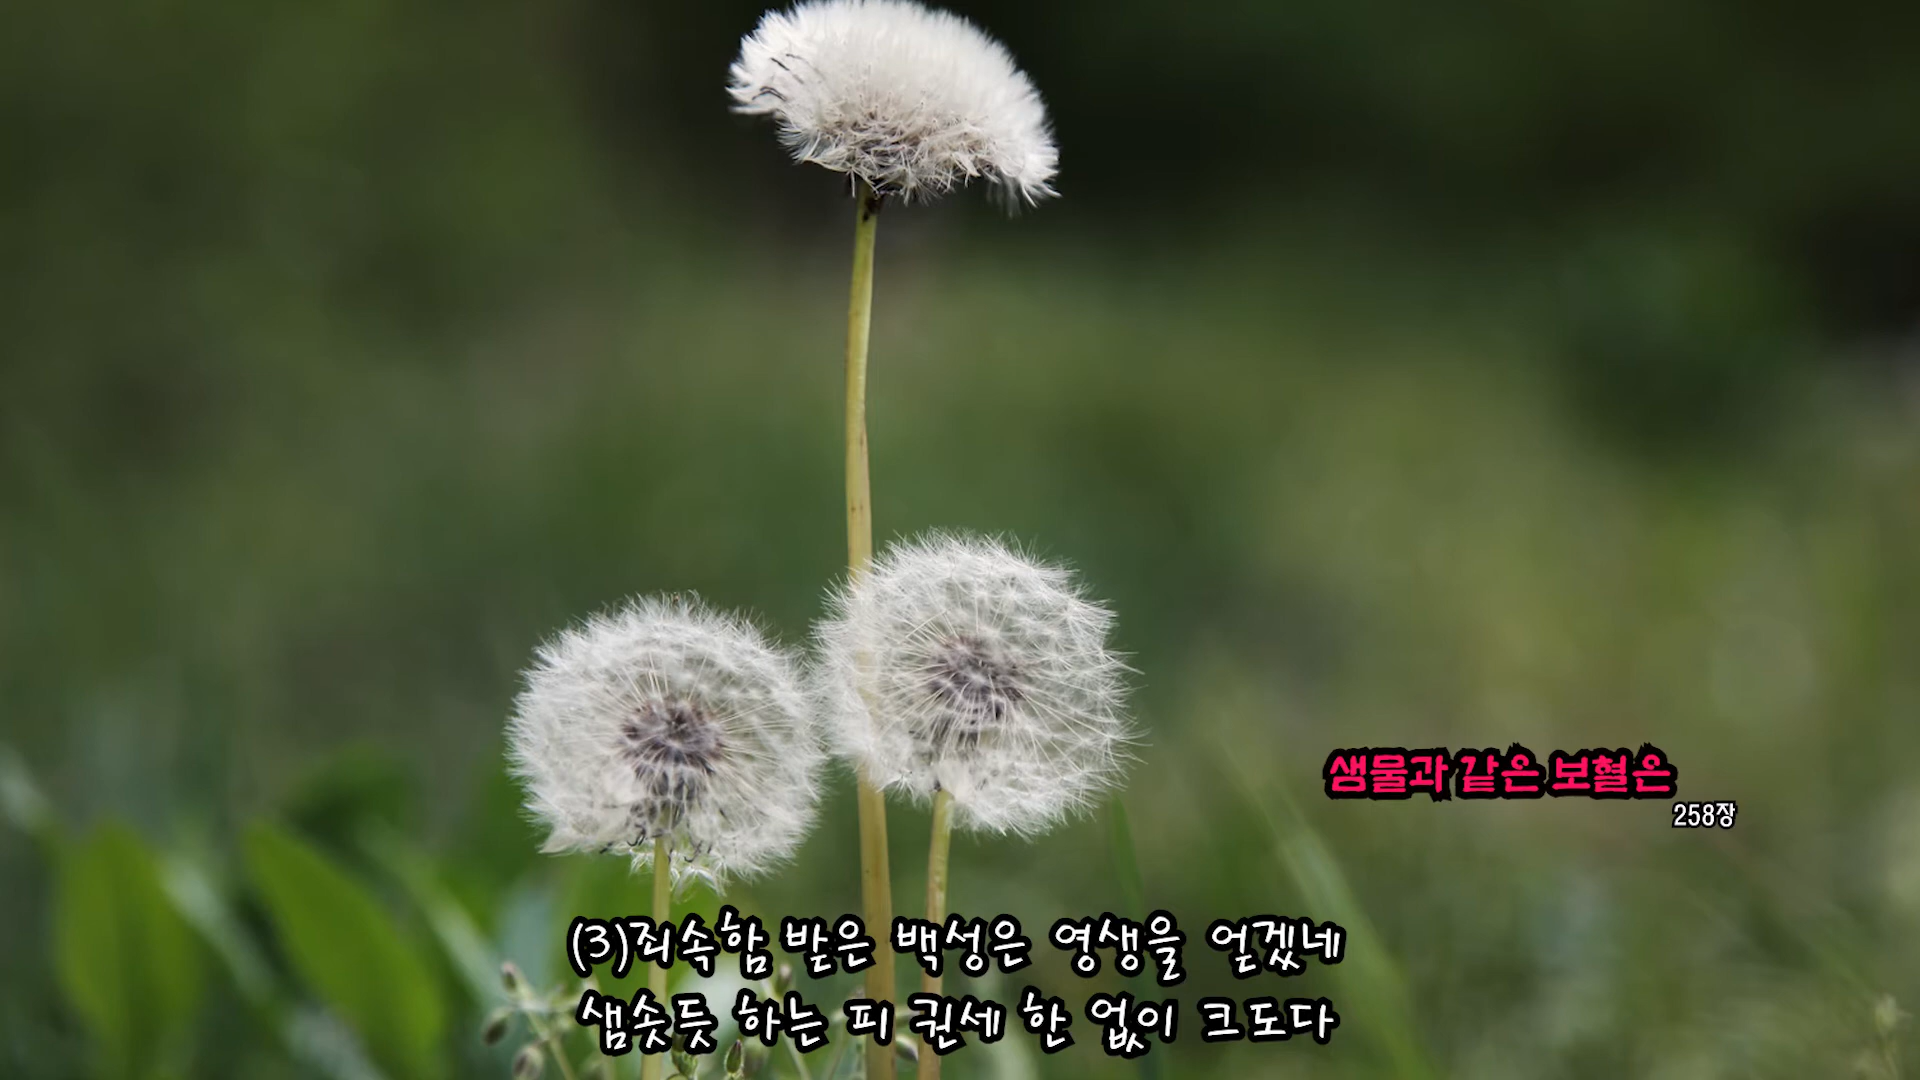 샘물과 같은 보혈은
258장
(3)죄속함 받은 백성은 영생을 얻겠네
샘솟듯 하는 피 권세 한 없이 크도다